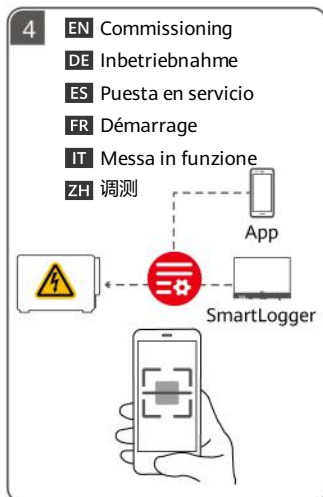 4
EN Commissioning
DE Inbetriebnahme
ES Puesta en servicio
FR Démarrage
IT Messa in funzione
ZH 调测
App
SmartLogger